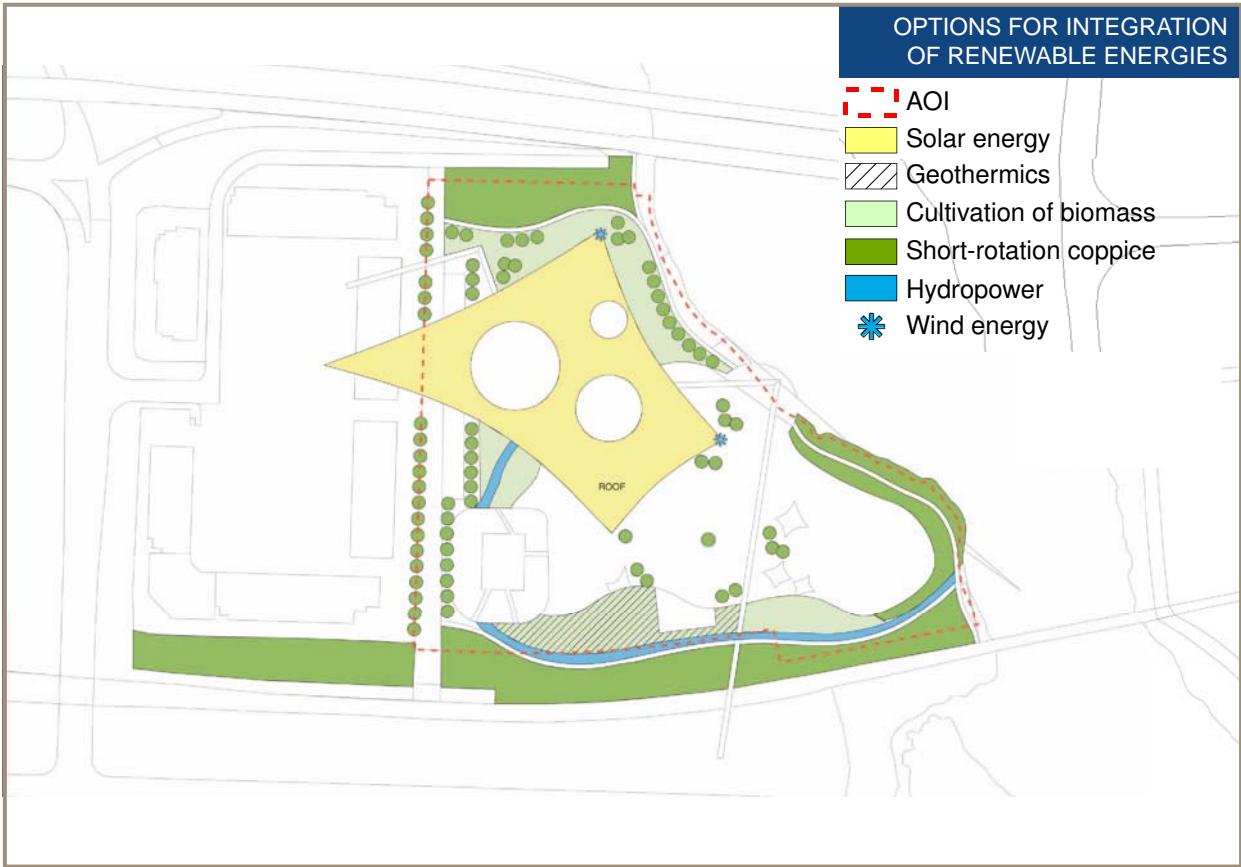 OPTIONS FOR INTEGRATION
OF RENEWABLE ENERGIES
AOI
Solar energy
Geothermics
Cultivation of biomass
Short-rotation coppice
Hydropower
Wind energy
ROOF